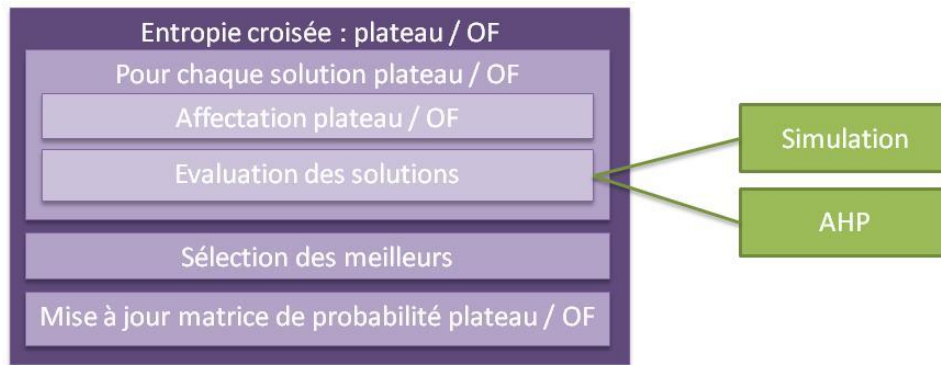 Entropie croisée : plateau / OF
Pour chaque solution plateau / OF
Affectation plateau / OF
Evaluation des solutions
Simulation
AHP
Sélection des meilleurs
Mise à jour matrice de probabilité plateau / OF